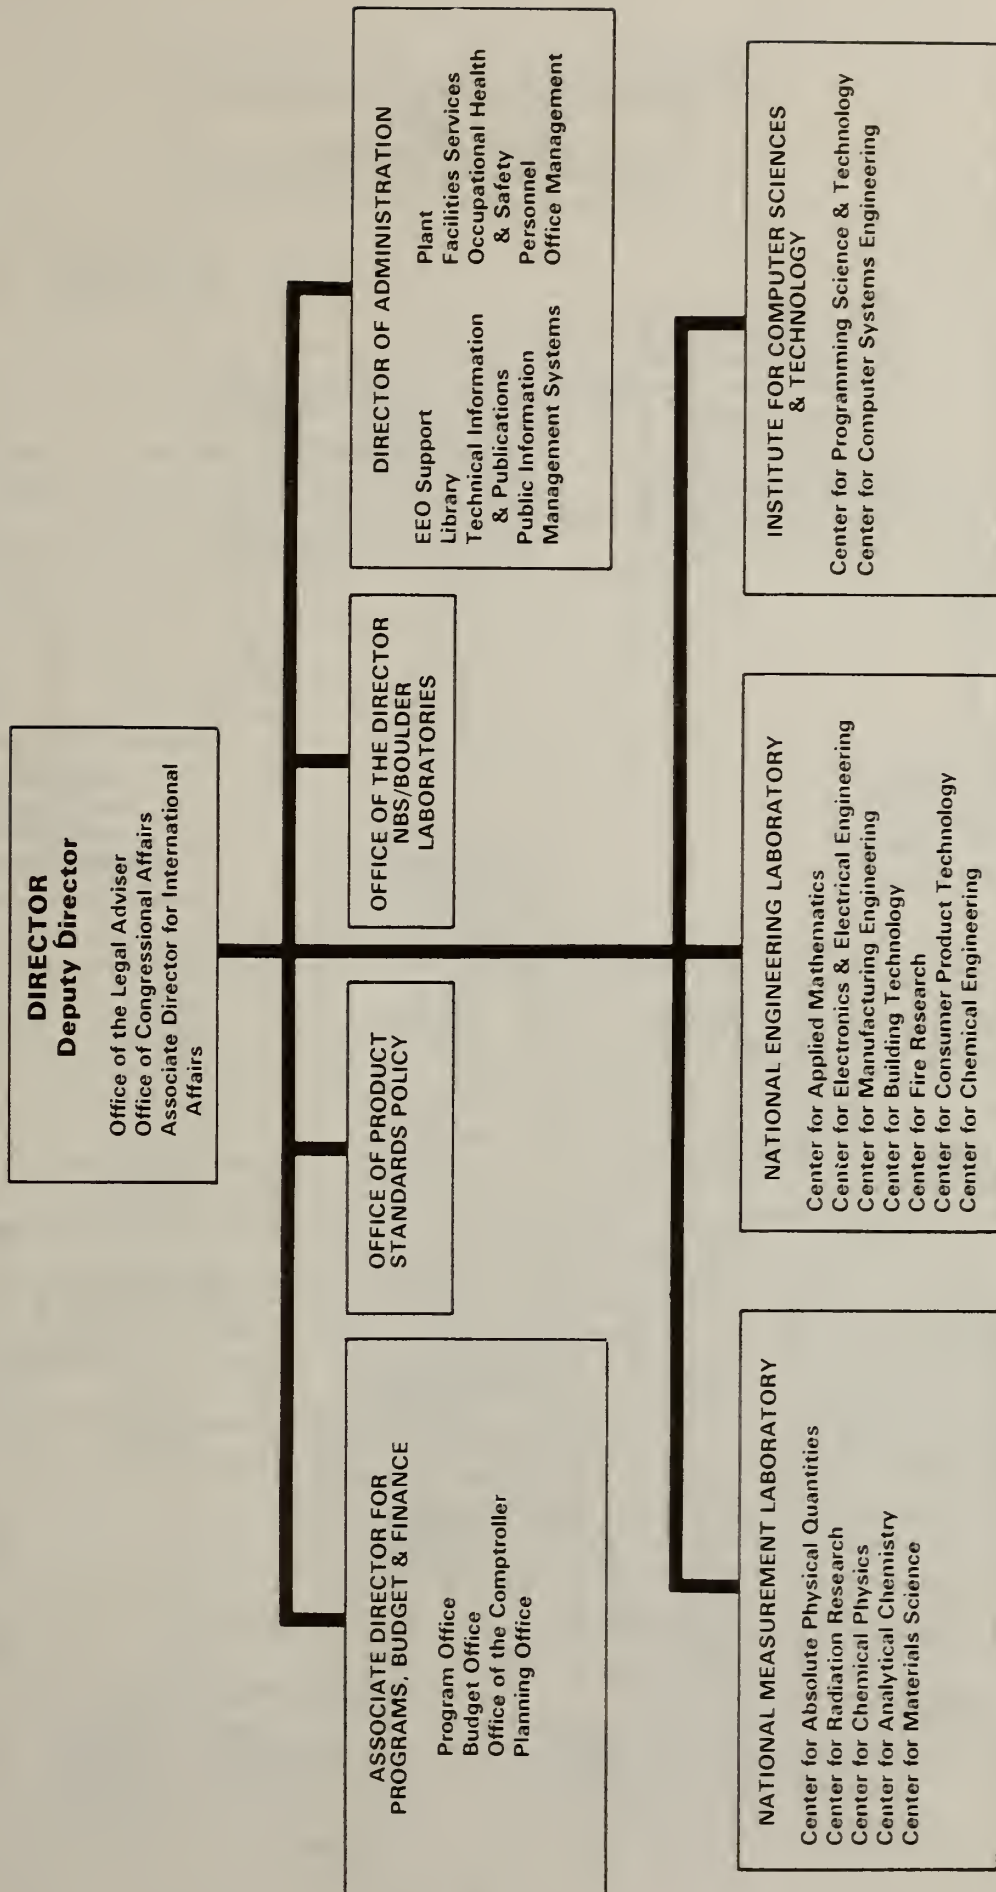 DIRECTOR
Deputy Director
Office of the Legal Adviser
Office of Congressional Affairs
Associate Director for International
Affairs
ASSOCIATE DIRECTOR FOR
PROGRAMS, BUDGET & FINANCE
Program Office
Budget Office
Office of the Comptroller
Planning Office
OFFICE OF PRODUCT
STANDARDS POLICY
OFFICE OF THE DIRECTOR
NBS/BOULDER
LABORATORIES
DIRECTOR OF ADMINISTRATION
EEO Support
Library
Technical Information
& Publications
Public Information
Management Systems
Plant
Facilities Services
Occupational Health
& Safety
Personnel
Office Management
NATIONAL MEASUREMENT LABORATORY
Center for Absolute Physical Quantities
Center for Radiation Research
Center for Chemical Physics
Center for Analytical Chemistry
Center for Materials Science
NATIONAL ENGINEERING LABORATORY
Center for Applied Mathematics
Center for Electronics & Electrical Engineering
Center for Manufacturing Engineering
Center for Building Technology
Center for Fire Research
Center for Consumer Product Technology
Center for Chemical Engineering
INSTITUTE FOR COMPUTER SCIENCES
& TECHNOLOGY
Center for Programming Science & Technology
Center for Computer Systems Engineering